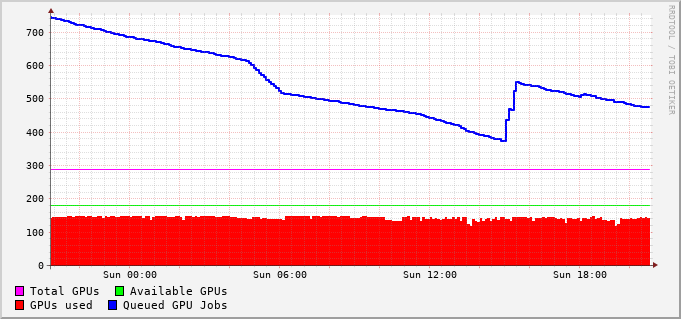 700
600
500
400
300
200
100
0
Sun 00:00 Sun 06:00 Sun 12:00 Sun 18:00
Total GPUs Available GPUs
GPUs used Queued GPU Jobs
RRDTOOL / TOBI OETIKER